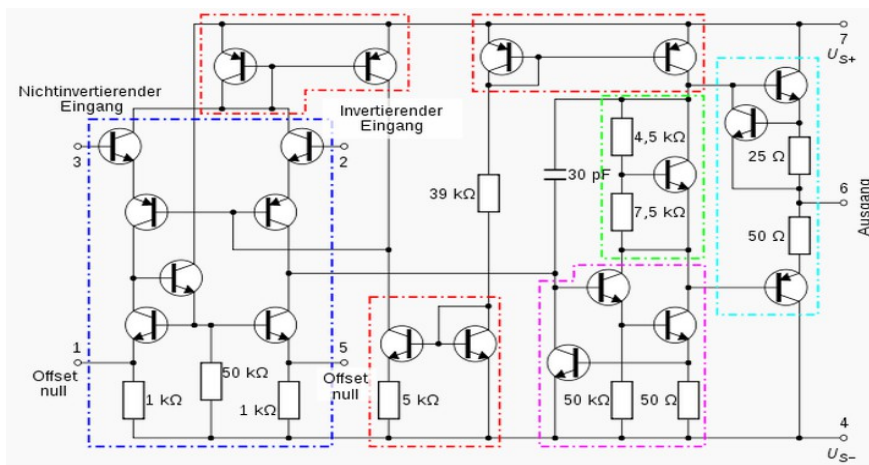 7
U_S+
Nichtinvertierender
Eingang
Invertierender
Eingang
3
2
4,5 kΩ
25 Ω
39 kΩ
30 pF
6
Ausgang
7,5 kΩ
50 Ω
1
5
Offset
null
50 kΩ
Offset
null
1 kΩ
1 kΩ
5 kΩ
50 kΩ
50 Ω
4
U_S−